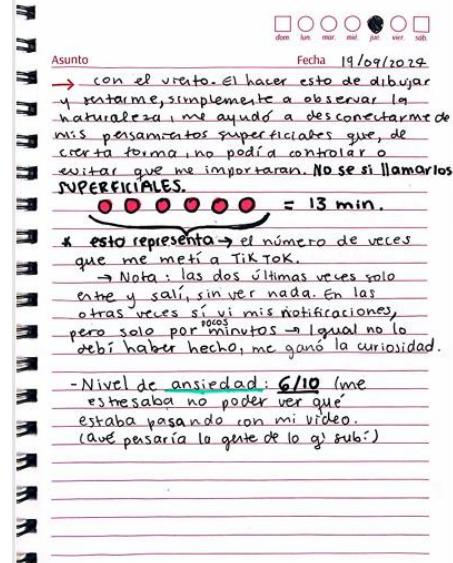 dom. lun. mar. mié. jue. vier. sáb.
Asunto Fecha 19/09/2024
→ con el viento. El hacer esto de dibujar
y sentarme, simplemente a observar la
naturaleza, me ayudó a desconectarme de
mis pensamientos superficiales que, de
cierta forma, no podía controlar o
evitar que me importaran. No se si llamarlos
SUPERFICIALES.
= 13 min.
* esto representa → el número de veces
que me metí a TikTok.
→ Nota: las dos últimas veces solo
entre y salí, sin ver nada. En las
otras veces sí vi mis notificaciones,
pero solo por pocos minutos → Igual no lo
debí haber hecho, me ganó la curiosidad.
- Nivel de ansiedad: 6/10 (me
estresaba no poder ver qué
estaba pasando con mi video.
(Qué pensaría la gente de lo q' subí)